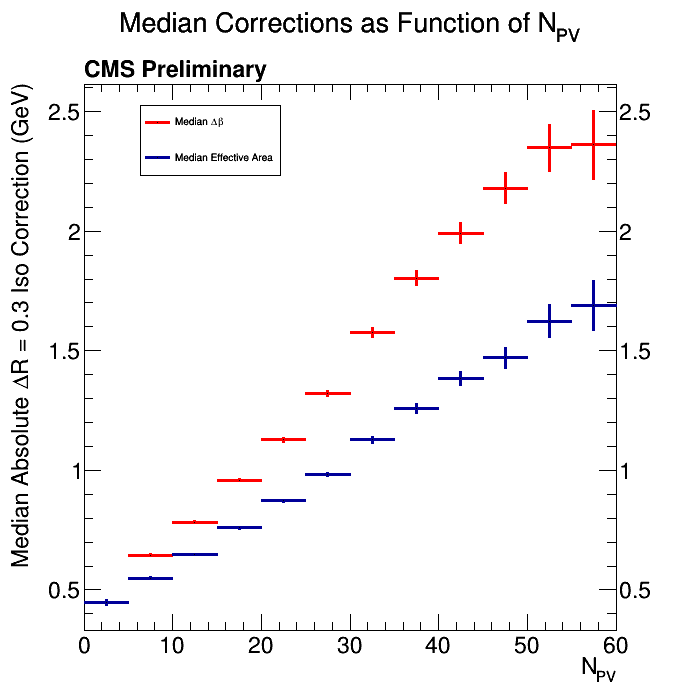 Median Corrections as Function of N_PV
CMS Preliminary
Median Absolute ΔR = 0.3 Iso Correction (GeV)
Median Δβ
Median Effective Area
2.5 2.5
2 2
1.5 1.5
1 1
0.5 0.5
0 10 20 30 40 50 60
N_PV